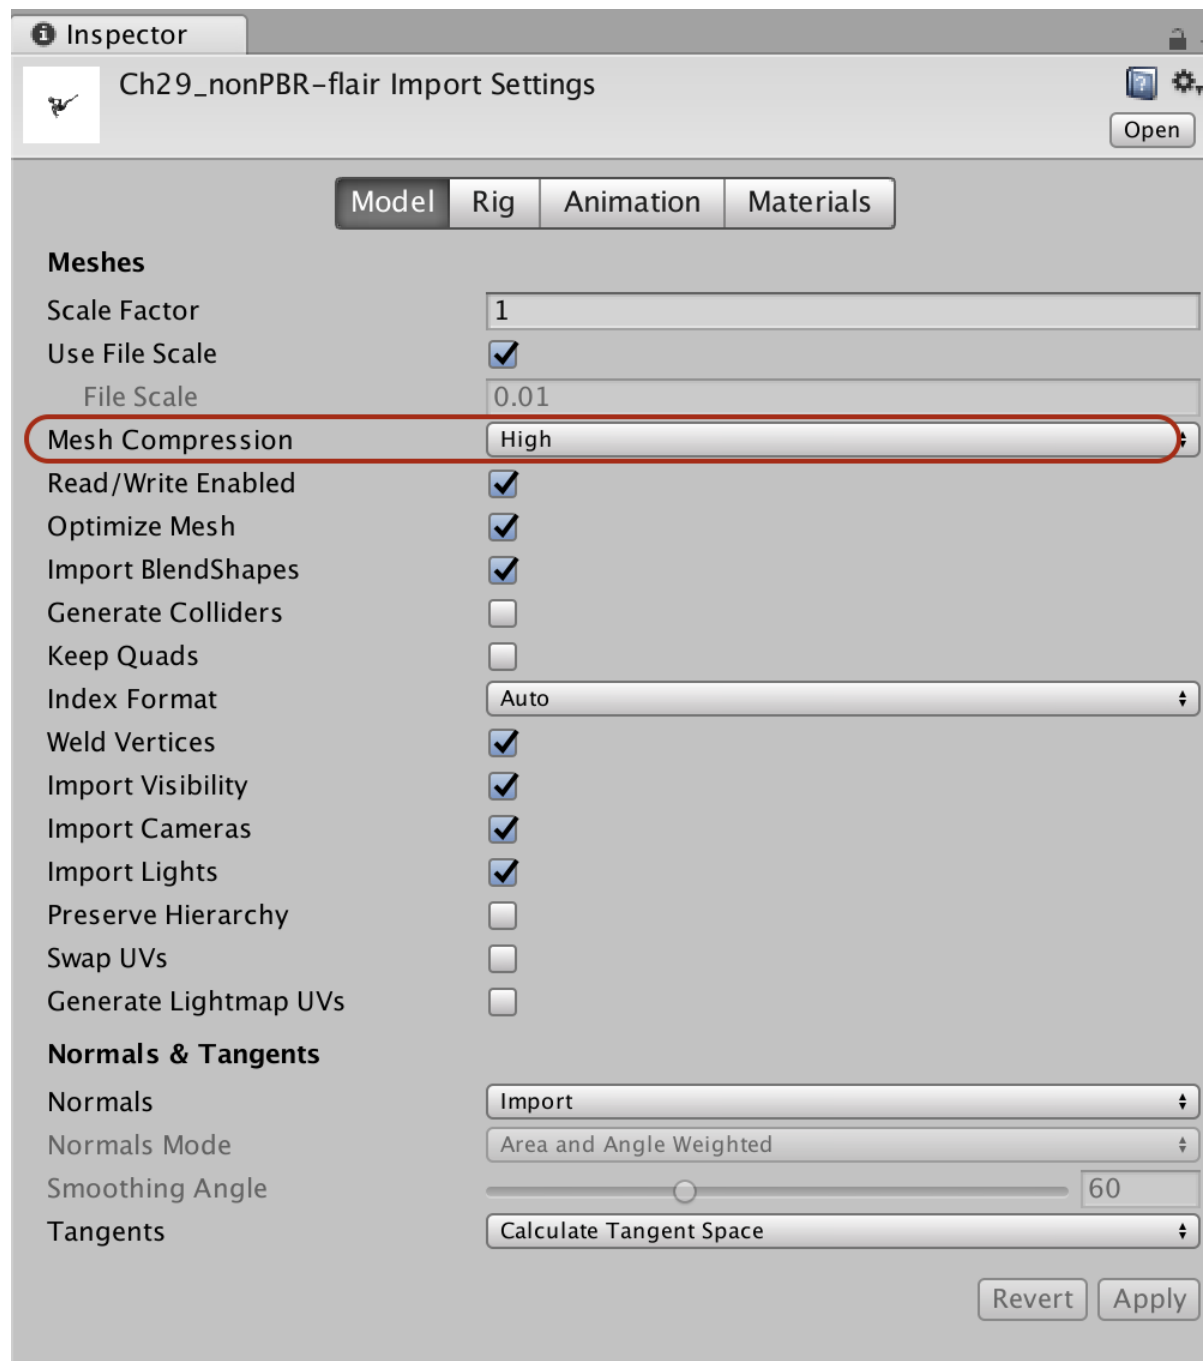 Inspector
Ch29_nonPBR-flair Import Settings
Open
Model Rig Animation Materials
Meshes
Scale Factor 1
Use File Scale
File Scale 0.01
Mesh Compression High
Read/Write Enabled
Optimize Mesh
Import BlendShapes
Generate Colliders
Keep Quads
Index Format Auto
Weld Vertices
Import Visibility
Import Cameras
Import Lights
Preserve Hierarchy
Swap UVs
Generate Lightmap UVs
Normals & Tangents
Normals Import
Normals Mode Area and Angle Weighted
Smoothing Angle 60
Tangents Calculate Tangent Space
Revert Apply